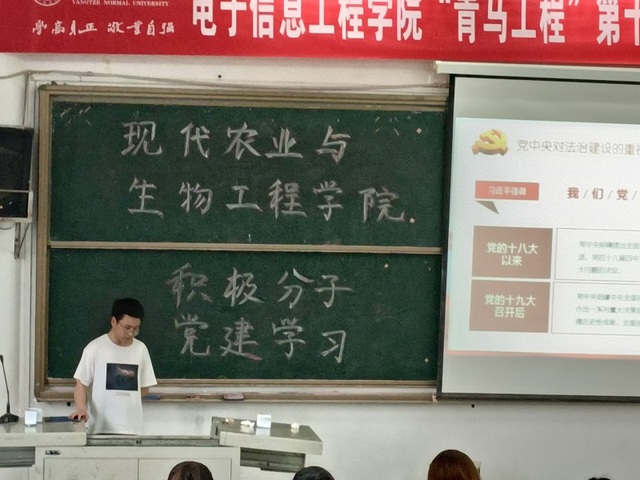 YANGTZE NORMAL UNIVERSITY
学高身正 敬业自强
电子信息工程学院“青马工程”第十
现代农业与
生物工程学院.
积极分子
党建学习
党中央对法治建设的重视
习近平强调
我/们/党/
党的十八大
以来
党的十九大
召开后